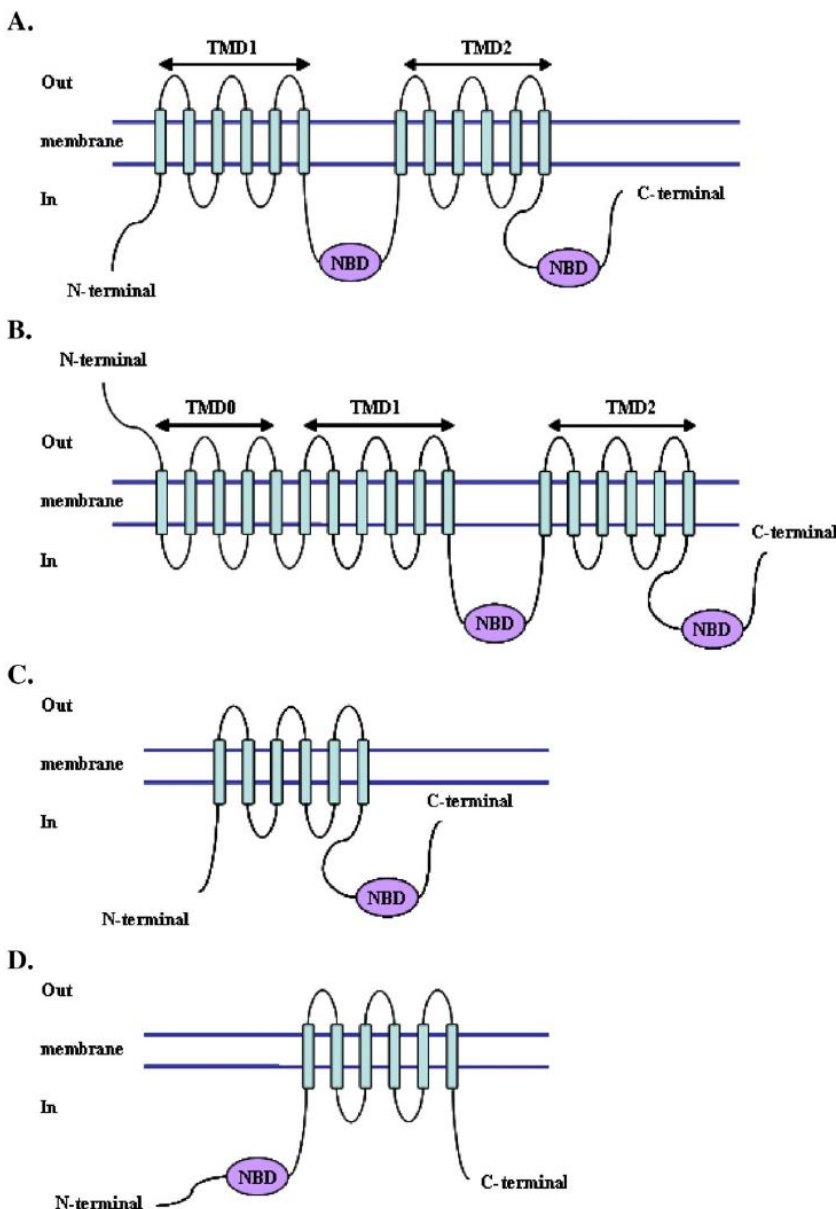 A.
TMD1 TMD2
Out
membrane
In
C-terminal
NBD NBD
N-terminal
B.
N-terminal
TMD0 TMD1 TMD2
Out
membrane
C-terminal
In
NBD NBD
C.
Out
membrane
C-terminal
In
NBD
N-terminal
D.
Out
membrane
In
NBD
C-terminal
N-terminal